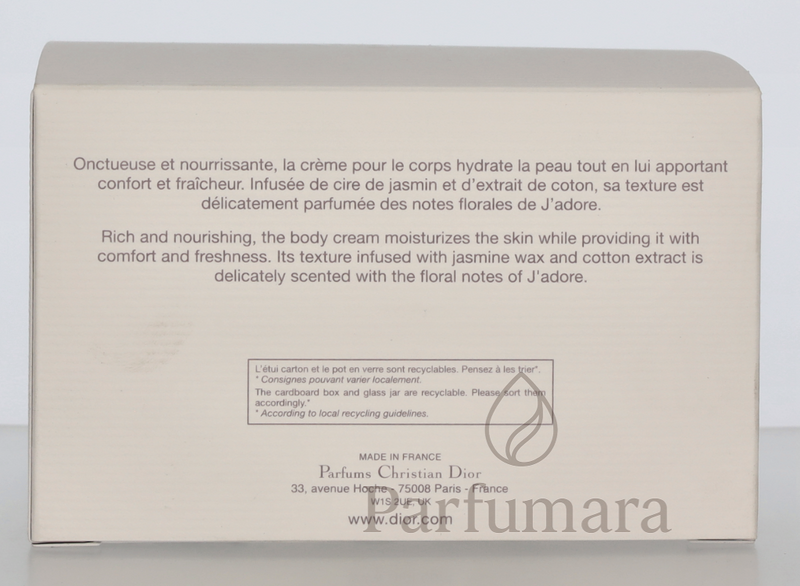 Onctueuse et nourrissante, la crème pour le corps hydrate la peau tout en lui apportant
confort et fraîcheur. Infusée de cire de jasmin et d'extrait de coton, sa texture est
délicatement parfumée des notes florales de J'adore.
Rich and nourishing, the body cream moisturizes the skin while providing it with
comfort and freshness. Its texture infused with jasmine wax and cotton extract is
delicately scented with the floral notes of J'adore.
L'étui carton et le pot en verre sont recyclables. Pensez à les trier*.
* Consignes pouvant varier localement.
The cardboard box and glass jar are recyclable. Please sort them
accordingly.*
* According to local recycling guidelines.
MADE IN FRANCE
Parfums Christian Dior
33, avenue Hoche - 75008 Paris - France
W1S 2UE, UK
www.dior.com
Parfumara